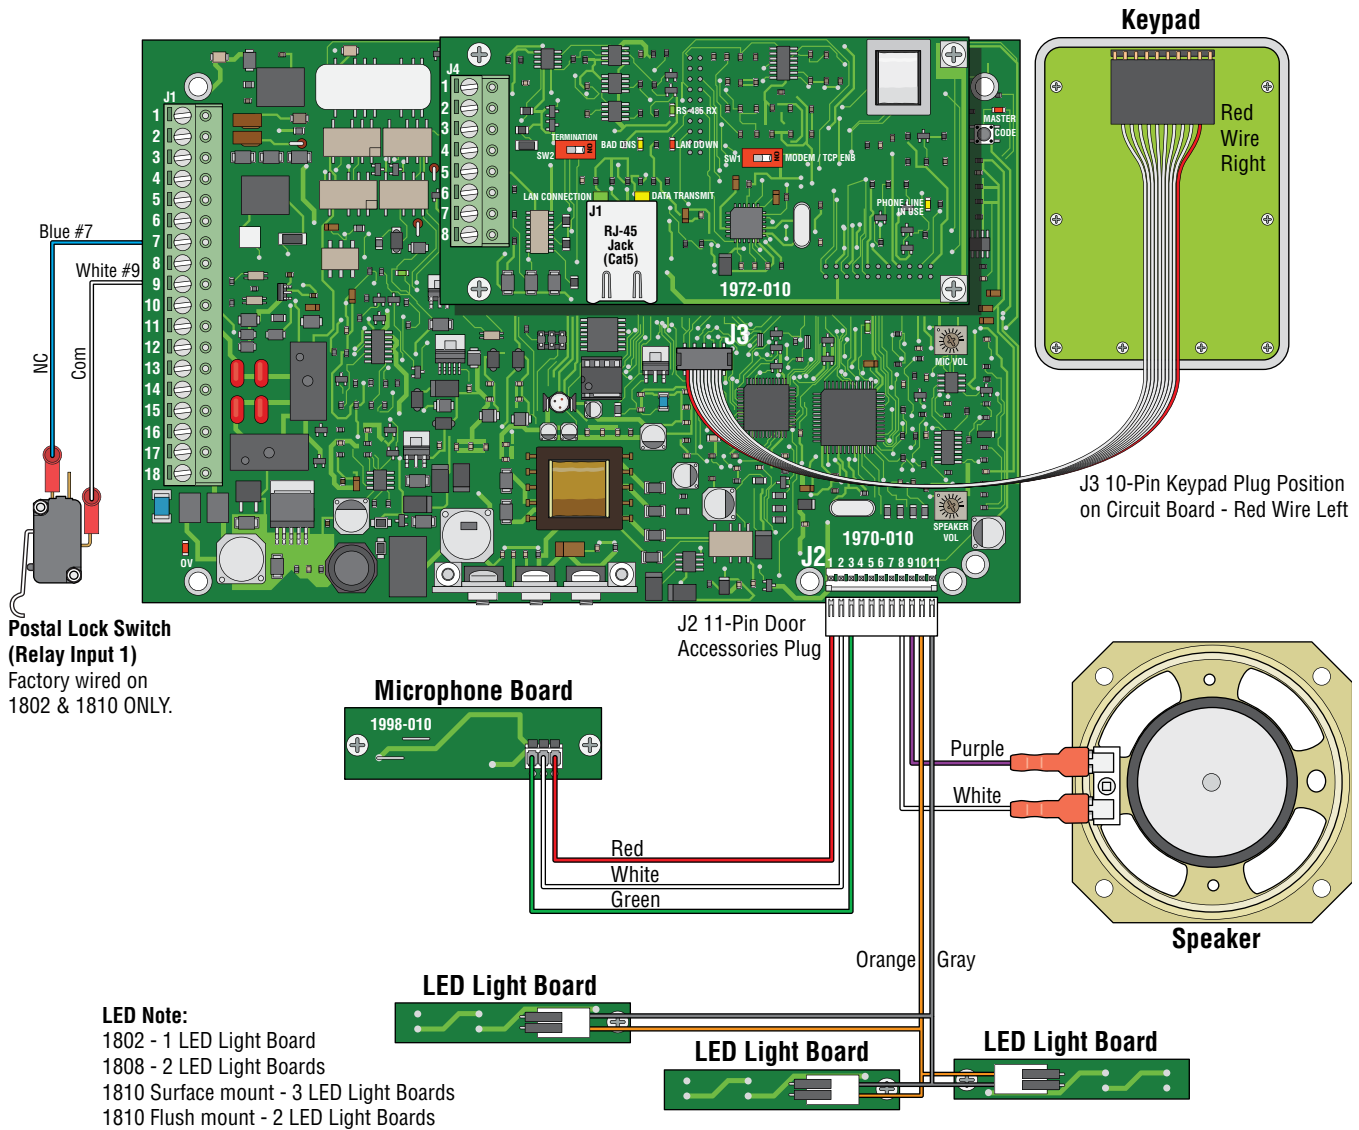 Keypad
J1
1
2
3
4
5
6
7
8
9
10
11
12
13
14
15
16
17
18
J4
1
2
3
4
5
6
7
8
TERMINATION
SW2
ON
BAD DNS
RS-485 RX
LAN DOWN
SW1
ON
MODEM / TCP ENB
MASTER
CODE
LAN CONNECTION
DATA TRANSMIT
PHONE LINE
IN USE
J1
RJ-45
Jack
(Cat5)
1972-010
Red
Wire
Right
Blue #7
White #9
NC
Com
J3
MIC VOL
J3 10-Pin Keypad Plug Position
on Circuit Board - Red Wire Left
SPEAKER
VOL
1970-010
OV
J2
1 2 3 4 5 6 7 8 9 10 11
Postal Lock Switch
(Relay Input 1)
Factory wired on
1802 & 1810 ONLY.
J2 11-Pin Door
Accessories Plug
Microphone Board
1998-010
Purple
White
Red
White
Green
Speaker
Orange
Gray
LED Light Board
LED Light Board
LED Light Board
LED Note:
1802 - 1 LED Light Board
1808 - 2 LED Light Boards
1810 Surface mount - 3 LED Light Boards
1810 Flush mount - 2 LED Light Boards